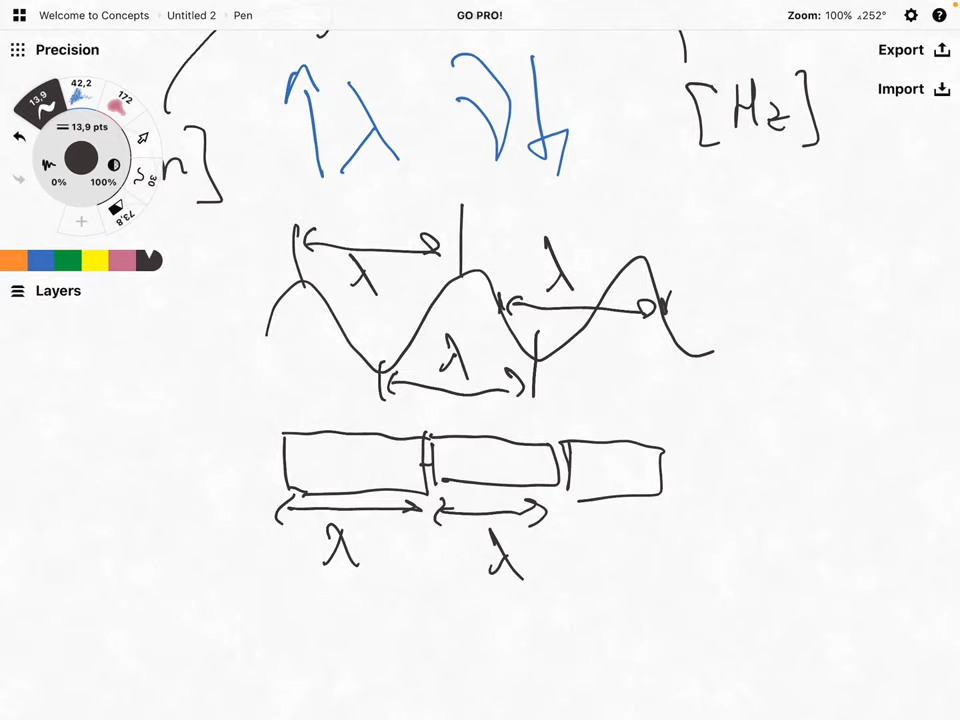 Welcome to Concepts › Untitled 2 › Pen
GO PRO!
Zoom: 100% ⊿252°
Precision
Export
Import
42,2
172
13,9
13,9 pts
0% 100%
30
73,8
Layers
n]
↑λ
[Hz]
λ
λ
λ
λ
λ